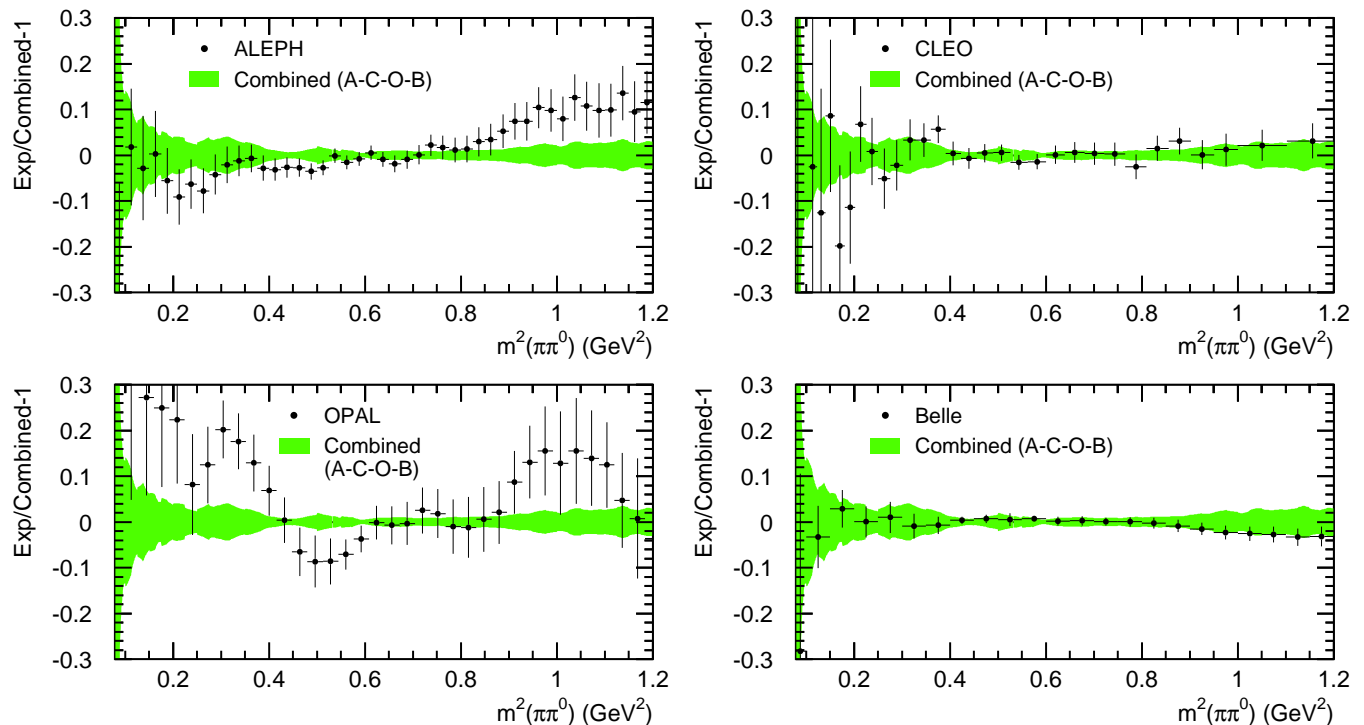 Exp/Combined-1
0.3
0.2
0.1
0
-0.1
-0.2
-0.3
ALEPH
Combined (A-C-O-B)
0.2 0.4 0.6 0.8 1 1.2
m²(ππ⁰) (GeV²)
Exp/Combined-1
0.3
0.2
0.1
0
-0.1
-0.2
-0.3
CLEO
Combined (A-C-O-B)
0.2 0.4 0.6 0.8 1 1.2
m²(ππ⁰) (GeV²)
Exp/Combined-1
0.3
0.2
0.1
0
-0.1
-0.2
-0.3
OPAL
Combined
(A-C-O-B)
0.2 0.4 0.6 0.8 1 1.2
m²(ππ⁰) (GeV²)
Exp/Combined-1
0.3
0.2
0.1
0
-0.1
-0.2
-0.3
Belle
Combined (A-C-O-B)
0.2 0.4 0.6 0.8 1 1.2
m²(ππ⁰) (GeV²)